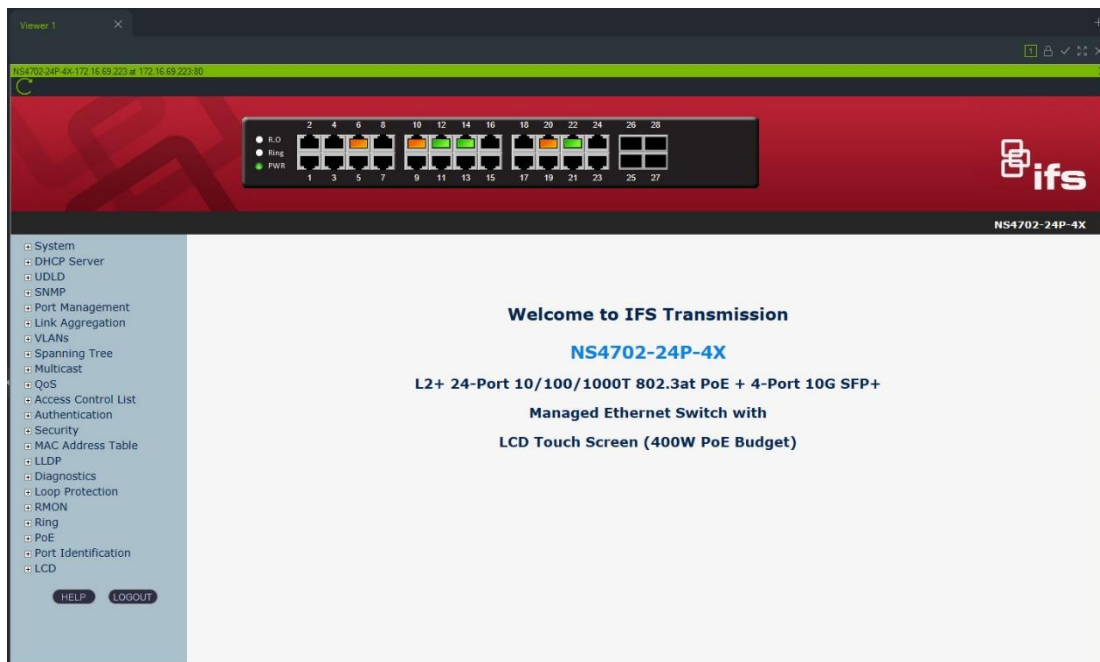 Viewer 1
1
NS4702-24P-4X-172.16.69.223 at 172.16.69.223:80
2 4 6 8 10 12 14 16 18 20 22 24 26 28
R.O
Ring
PWR
1 3 5 7 9 11 13 15 17 19 21 23 25 27
ifs
NS4702-24P-4X
System
DHCP Server
UDLD
SNMP
Port Management
Link Aggregation
VLANs
Spanning Tree
Multicast
QoS
Access Control List
Authentication
Security
MAC Address Table
LLDP
Diagnostics
Loop Protection
RMON
Ring
PoE
Port Identification
LCD
HELP LOGOUT
Welcome to IFS Transmission
NS4702-24P-4X
L2+ 24-Port 10/100/1000T 802.3at PoE + 4-Port 10G SFP+
Managed Ethernet Switch with
LCD Touch Screen (400W PoE Budget)